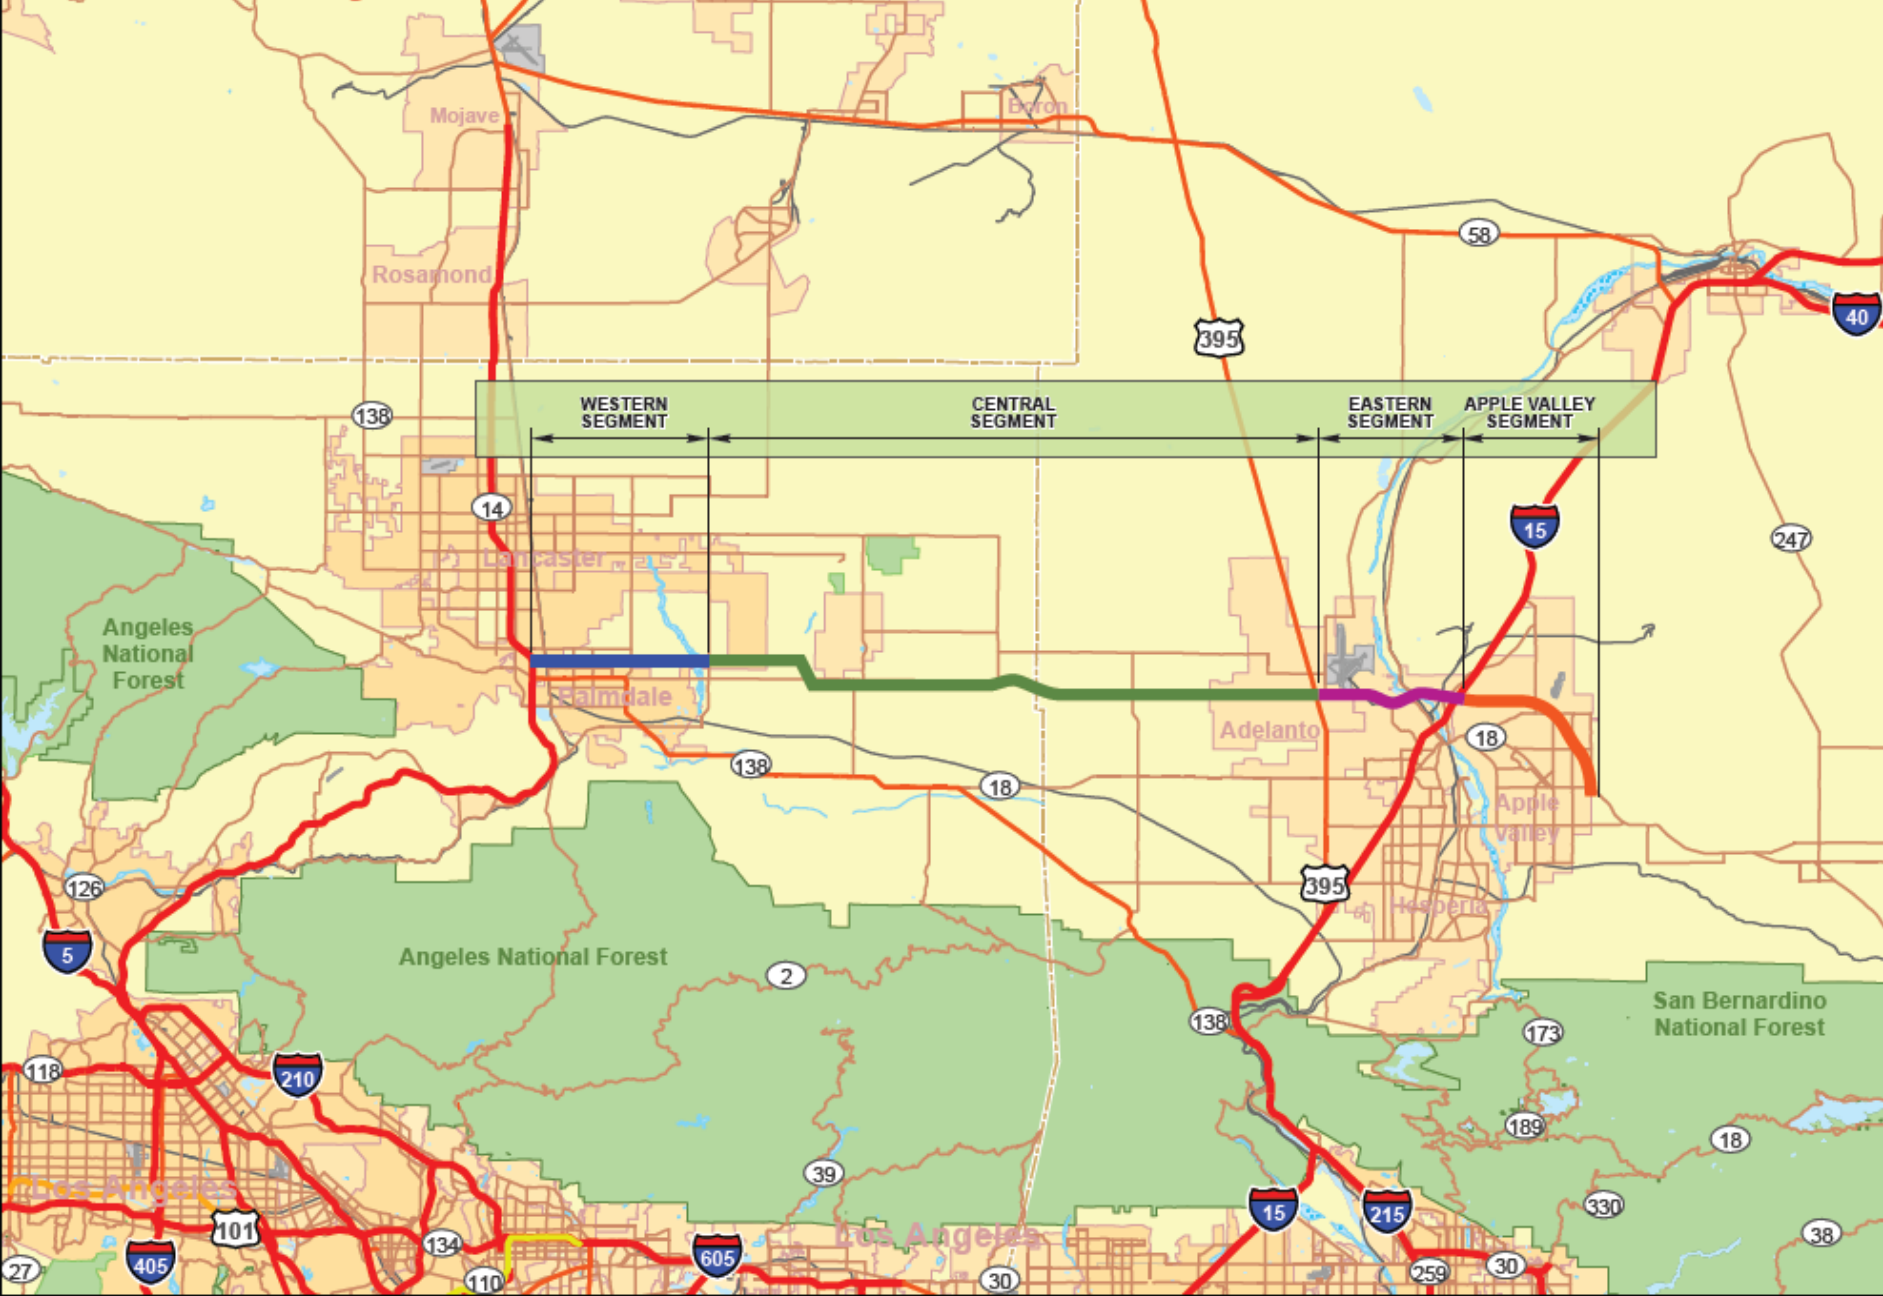 Mojave
Boron
58
Rosamond
40
395
WESTERN
SEGMENT
CENTRAL
SEGMENT
EASTERN
SEGMENT
APPLE VALLEY
SEGMENT
138
14
15
247
Lancaster
Angeles
National
Forest
Palmdale
Adelanto
18
138
18
Apple
Valley
126
395
Hesperia
5
Angeles National Forest
2
San Bernardino
National Forest
138
173
118
210
189
18
39
Los Angeles
330
15
215
101
134
Los Angeles
38
405
605
27
110
30
259
30